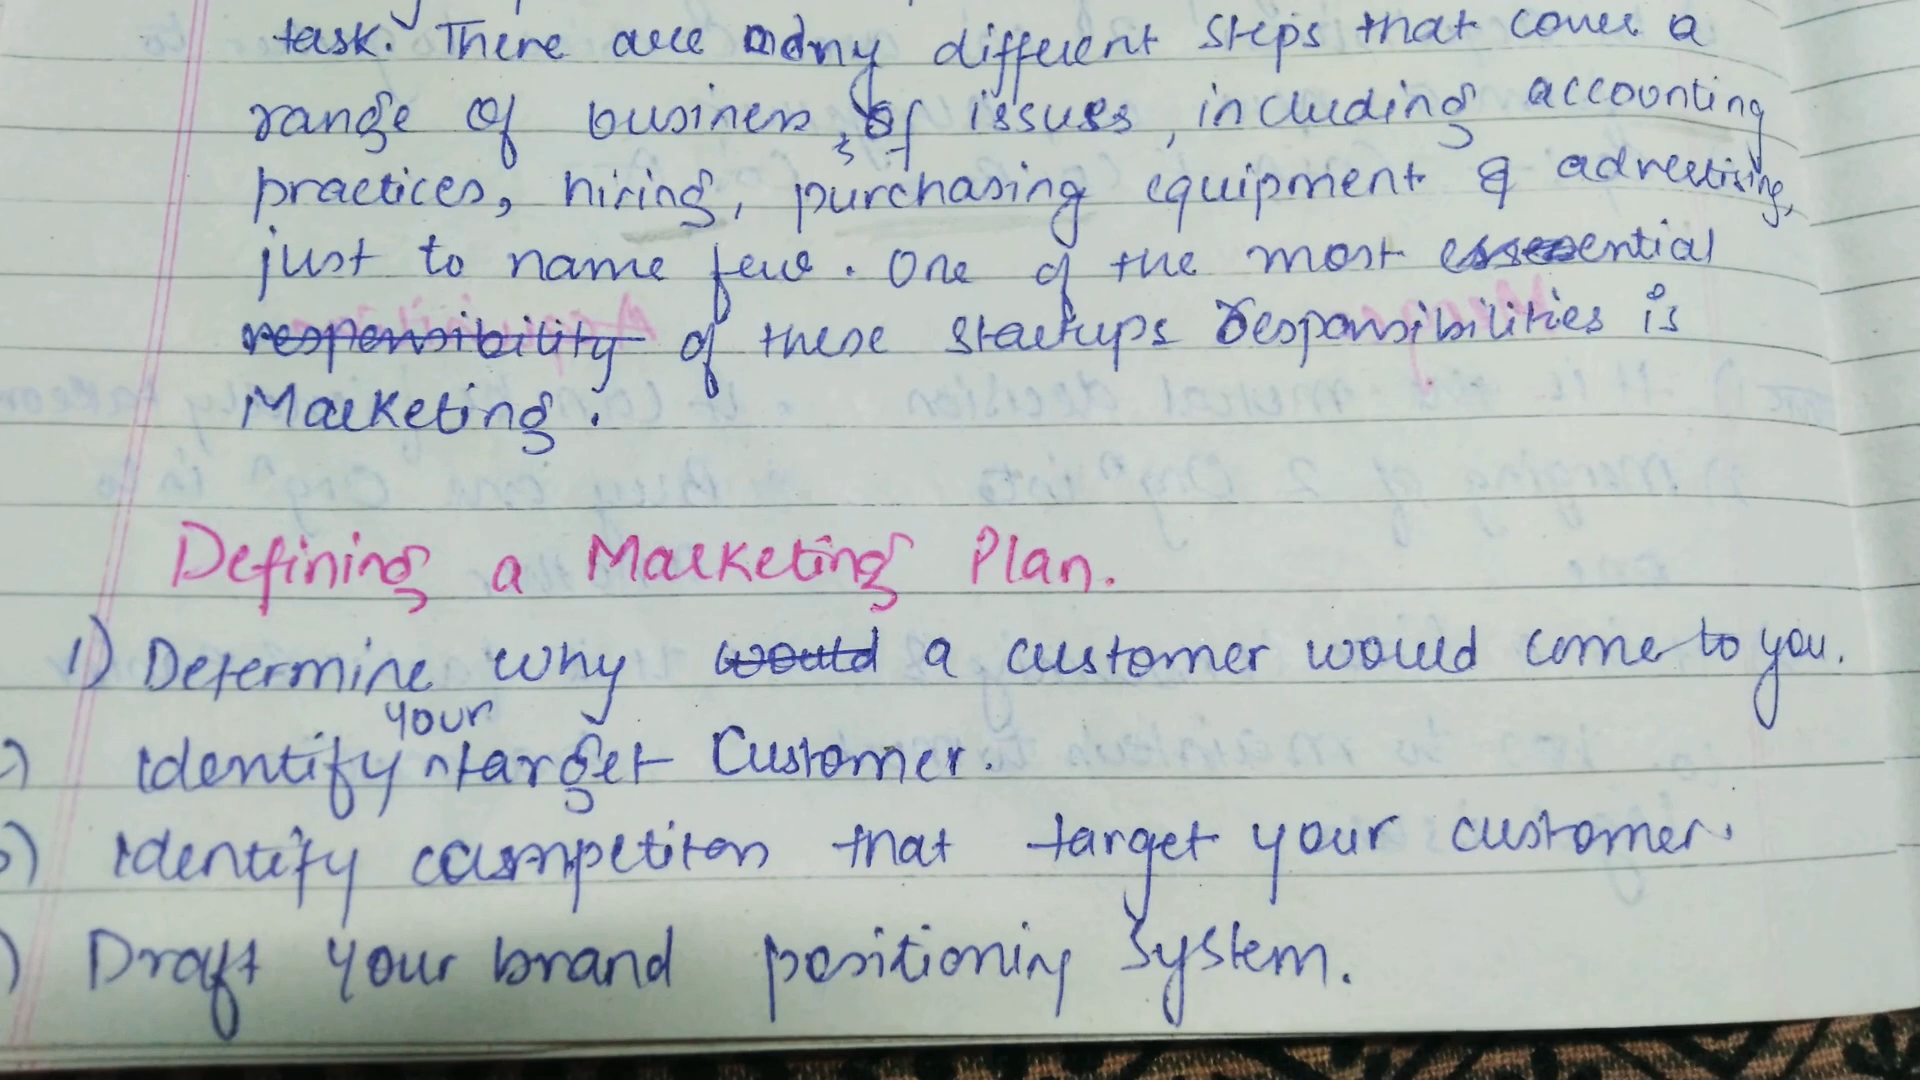 task. There are many different steps that cover a
range of business, of issues, including accounting
practices, hiring, purchasing equipment & advertising,
just to name few. One of the most essential
responsibility of these startups responsibilities is
Marketing.
Defining a Marketing Plan.
1) Determine why would a customer would come to you.
your
) Identify target Customer.
) Identify competitors that target your customer.
) Draft your brand positioning system.